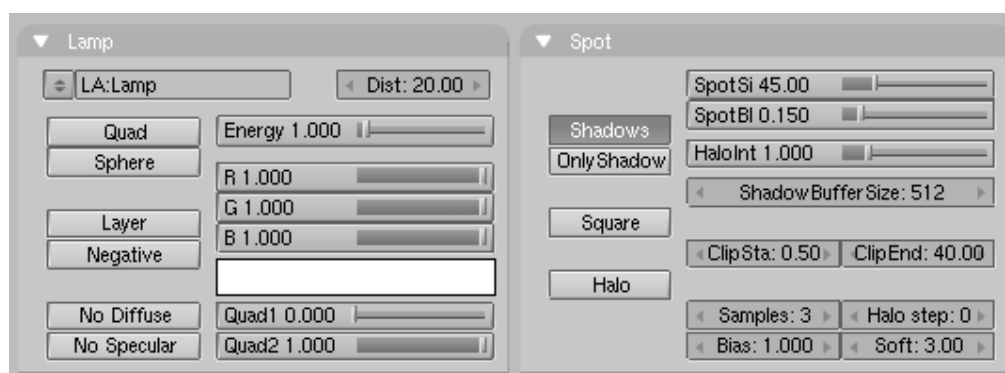 Lamp
LA:Lamp
Dist: 20.00
Quad
Energy 1.000
Sphere
R 1.000
G 1.000
Layer
B 1.000
Negative
No Diffuse
Quad1 0.000
No Specular
Quad2 1.000
Spot
SpotSi 45.00
SpotBl 0.150
Shadows
OnlyShadow
HaloInt 1.000
ShadowBufferSize: 512
Square
ClipSta: 0.50
ClipEnd: 40.00
Halo
Samples: 3
Halo step: 0
Bias: 1.000
Soft: 3.00